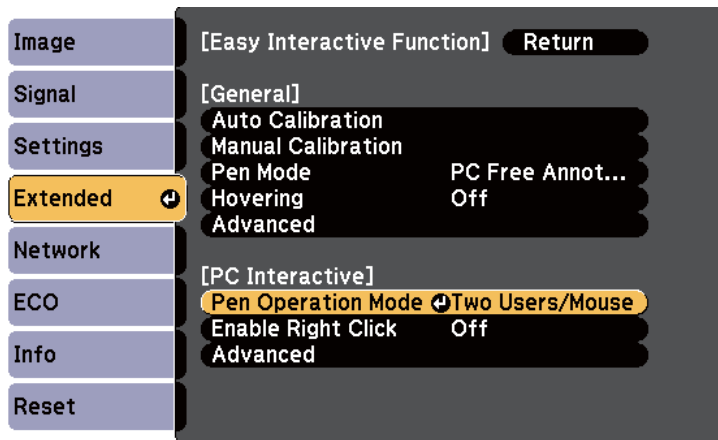 Image
Signal
Settings
Extended
Network
ECO
Info
Reset
[Easy Interactive Function] Return
[General]
Auto Calibration
Manual Calibration
Pen Mode PC Free Annot...
Hovering Off
Advanced
[PC Interactive]
Pen Operation Mode Two Users/Mouse
Enable Right Click Off
Advanced